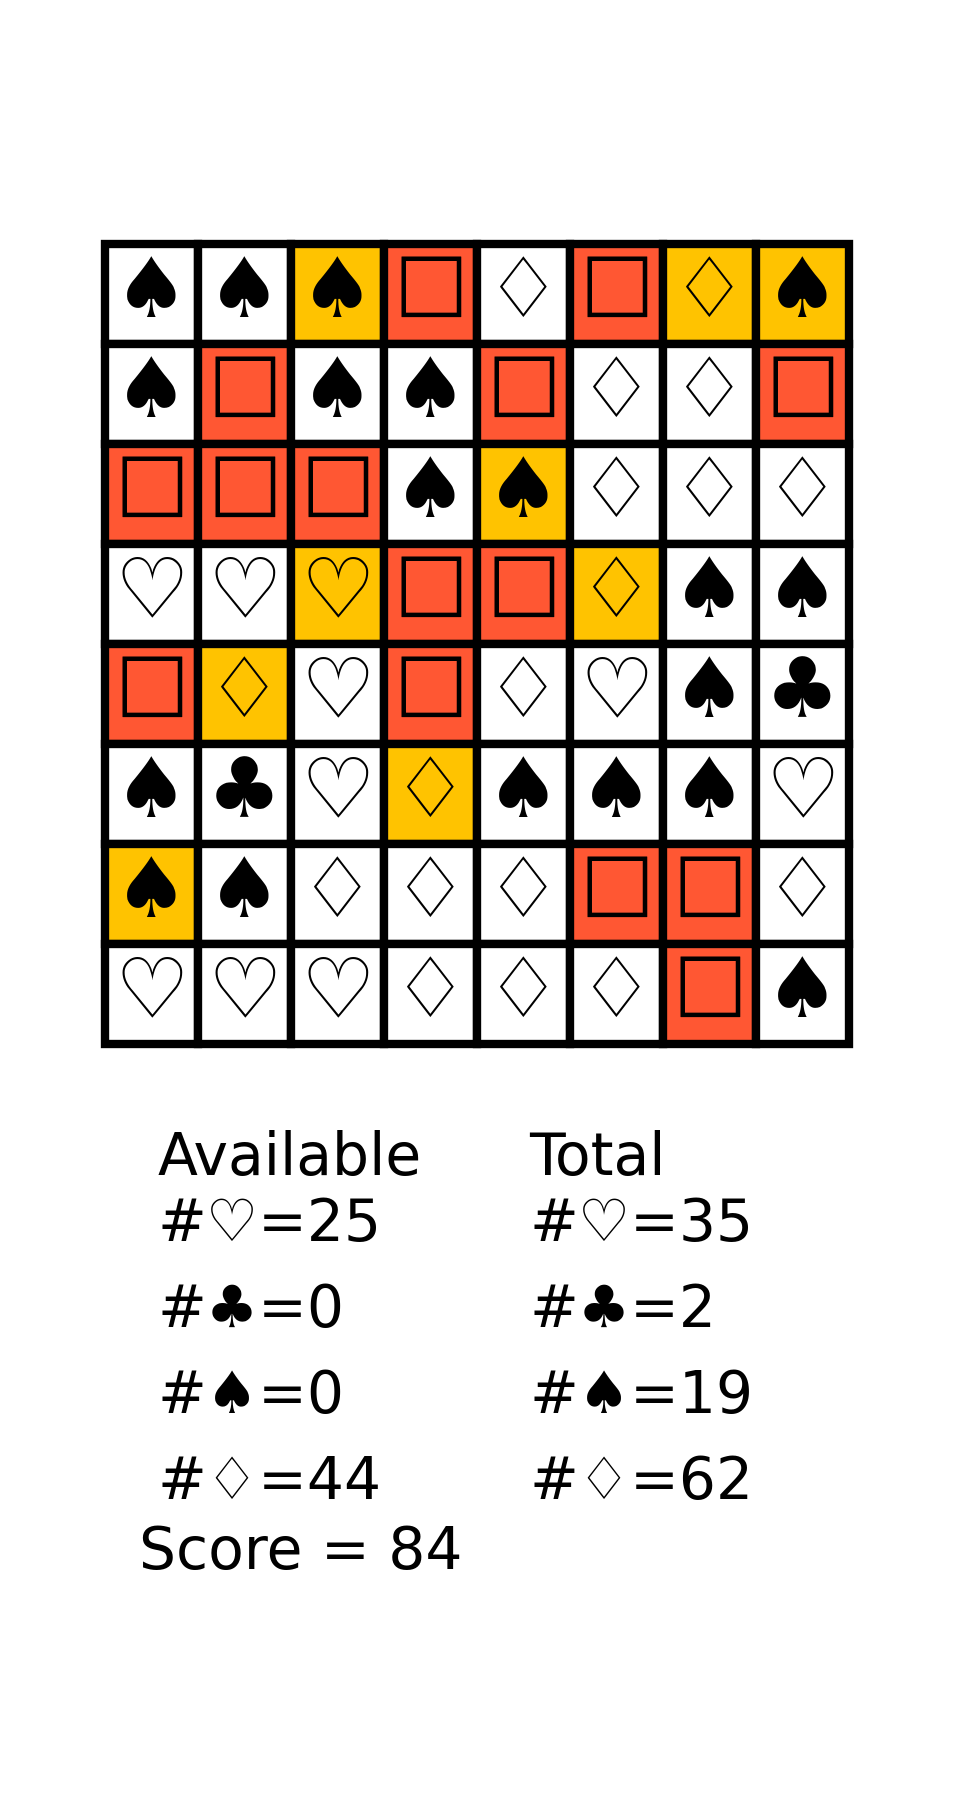 ♠ ♠ ♠ □ ♢ □ ♢ ♠
♠ □ ♠ ♠ □ ♢ ♢ □
□ □ □ ♠ ♠ ♢ ♢ ♢
♡ ♡ ♡ □ □ ♢ ♠ ♠
□ ♢ ♡ □ ♢ ♡ ♠ ♣
♠ ♣ ♡ ♢ ♠ ♠ ♠ ♡
♠ ♠ ♢ ♢ ♢ □ □ ♢
♡ ♡ ♡ ♢ ♢ ♢ □ ♠
Available Total
#♡=25 #♡=35
#♣=0 #♣=2
#♠=0 #♠=19
#♢=44 #♢=62
Score = 84